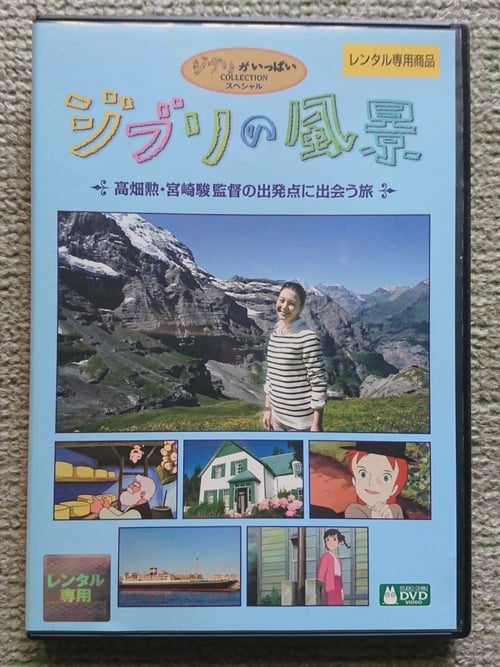 ジブリがいっぱい
COLLECTION
スペシャル
レンタル専用商品
ジブリの風景
高畑勲・宮崎駿監督の出発点に出会う旅
レンタル
専用
STUDIO GHIBLI
DVD
VIDEO